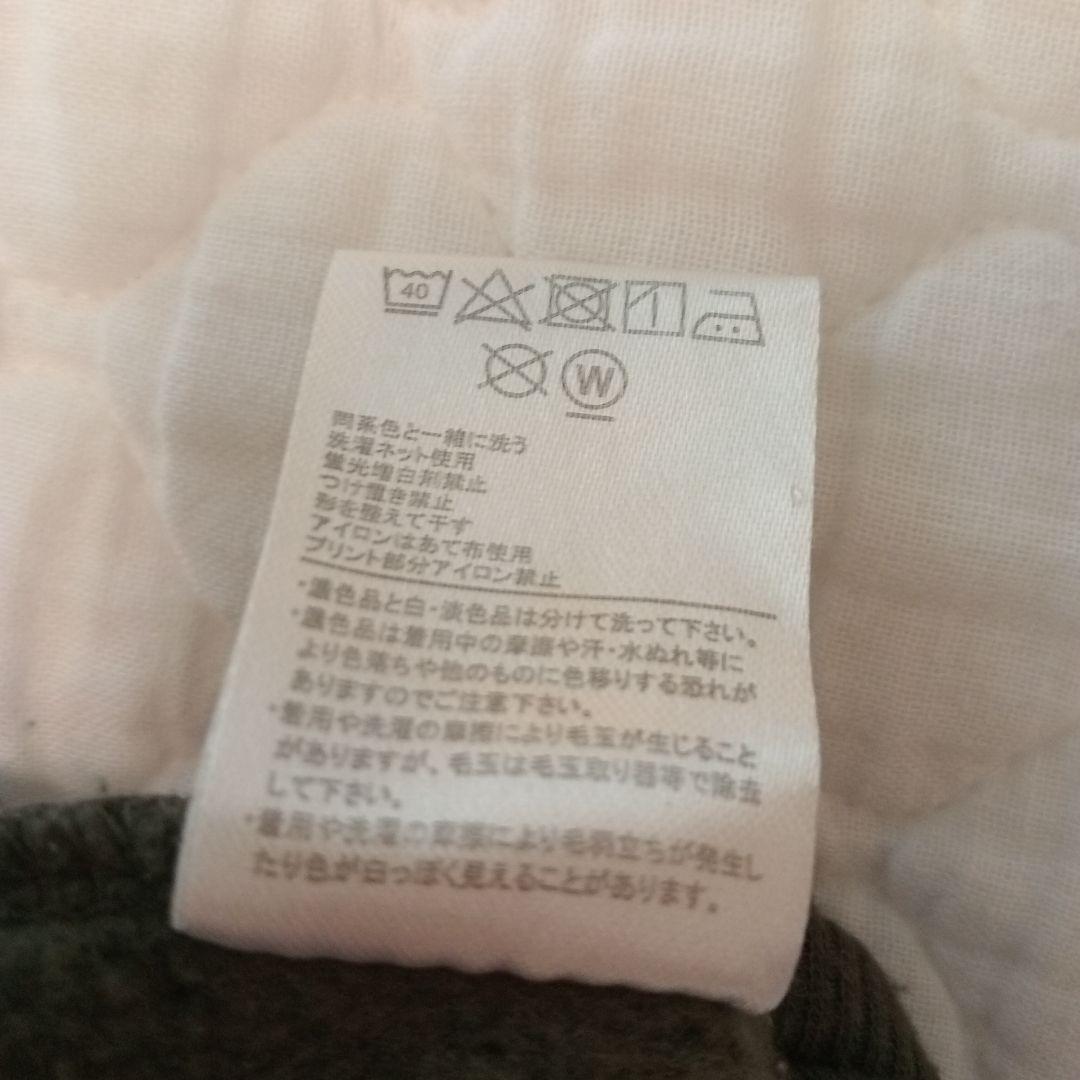 40
W
同系色と一緒に洗う
洗濯ネット使用
蛍光増白剤禁止
つけ置き禁止
形を整えて干す
アイロンはあて布使用
プリント部分アイロン禁止
・濃色品と白・淡色品は分けて洗って下さい。
・濃色品は着用中の摩擦や汗・水ぬれ等に
より色落ちや他のものに色移りする恐れが
ありますのでご注意下さい。
・着用や洗濯の摩擦により毛玉が生じること
がありますが、毛玉は毛玉取り器等で除去
して下さい。
・着用や洗濯の摩擦により毛羽立ちが発生し
たり色が白っぽく見えることがあります。